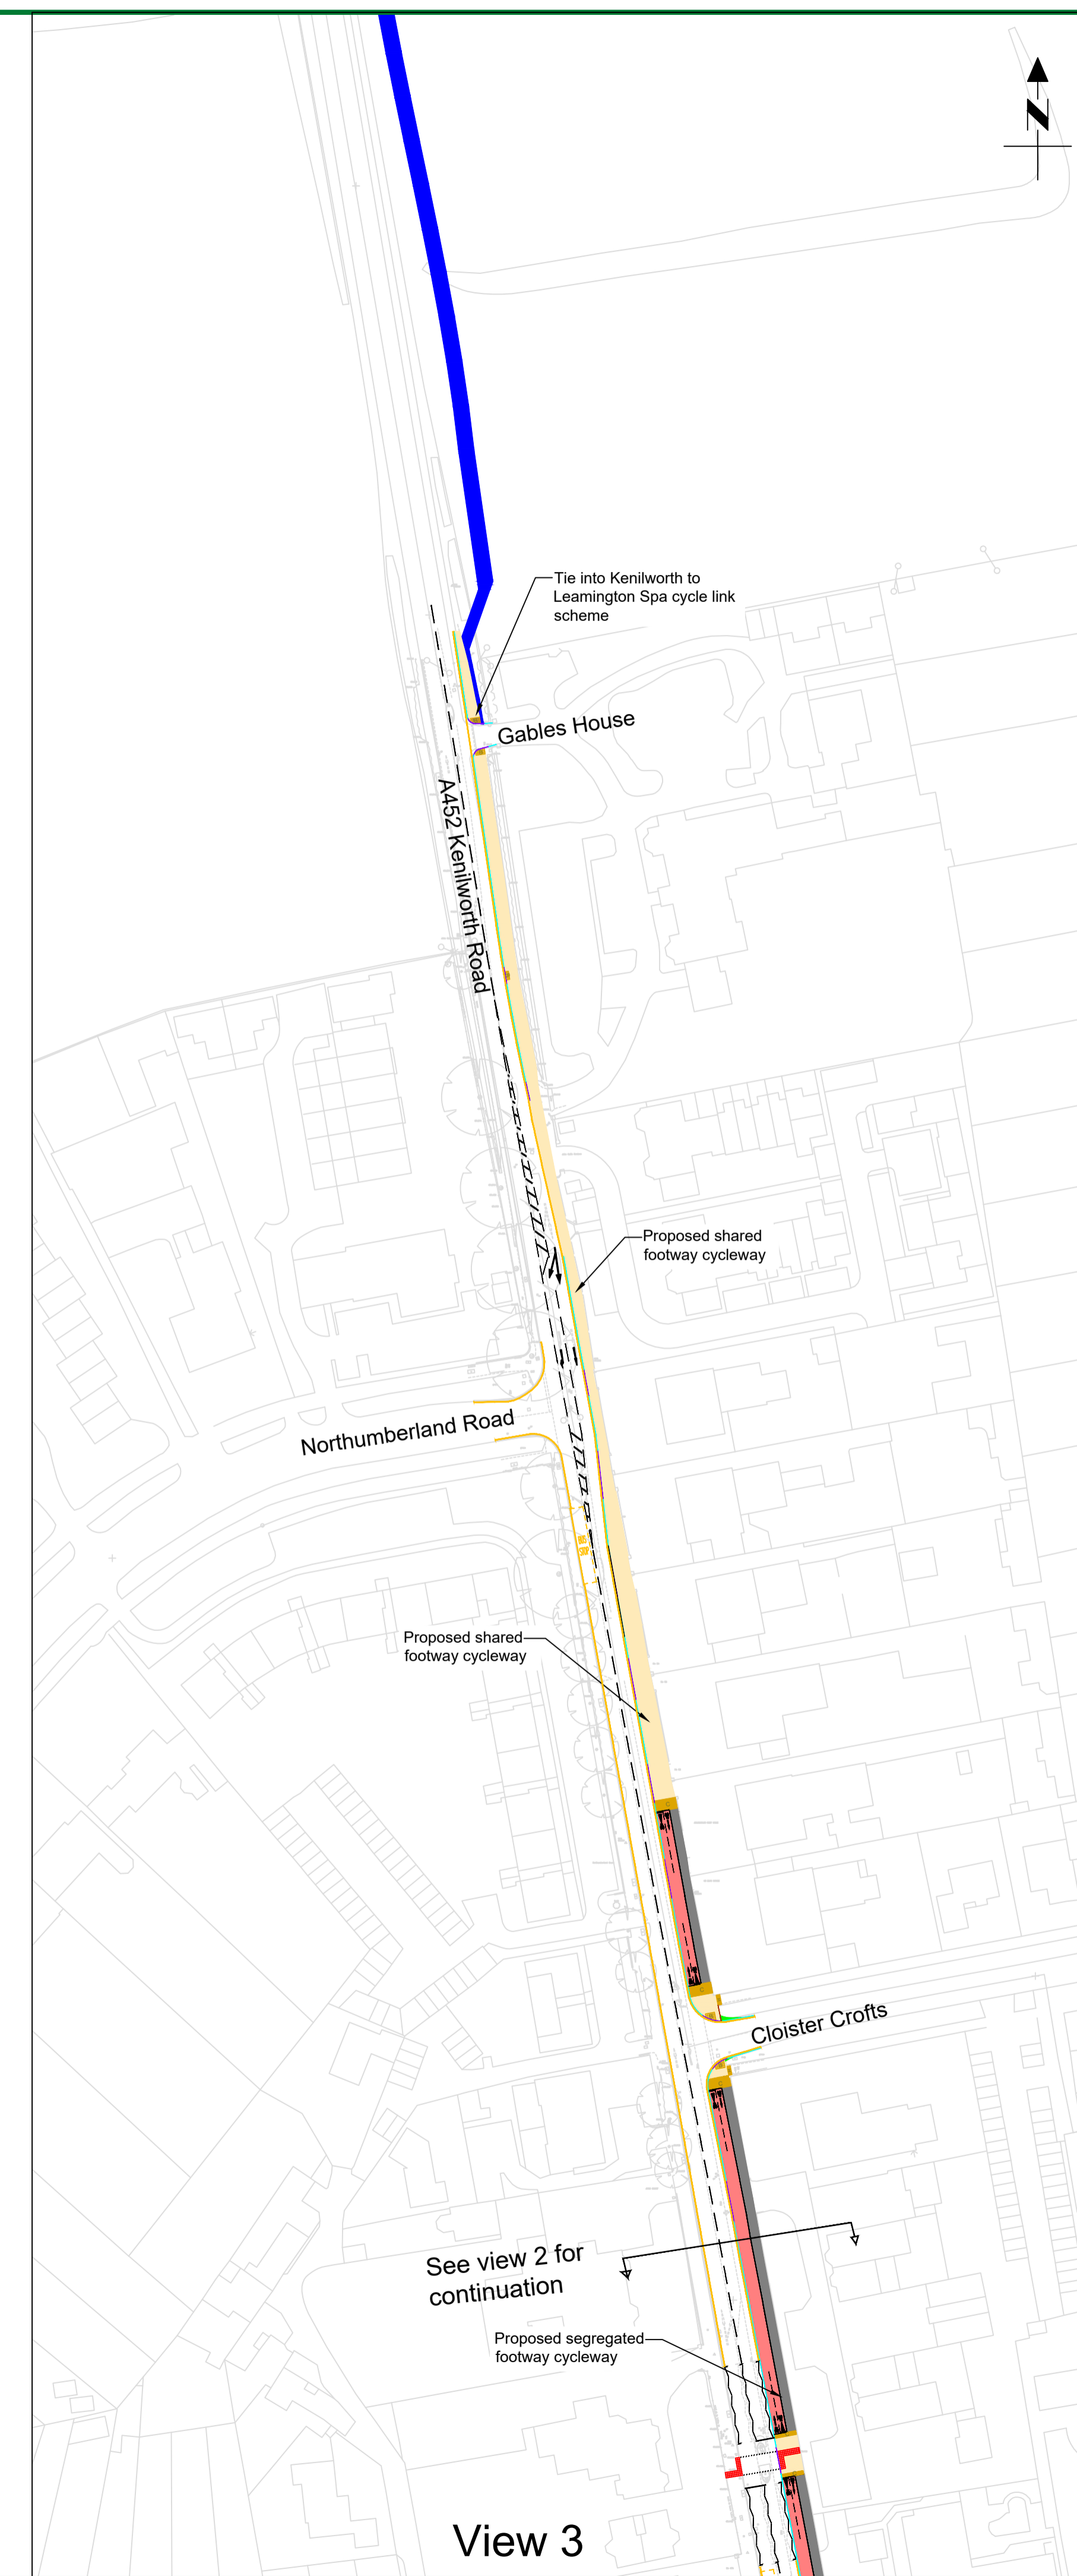 N
Tie into Kenilworth to
Leamington Spa cycle link
scheme
Gables House
A452 Kenilworth Road
Proposed shared
footway cycleway
Northumberland Road
Proposed shared
footway cycleway
Cloister Crofts
See view 2 for
continuation
Proposed segregated
footway cycleway
View 3